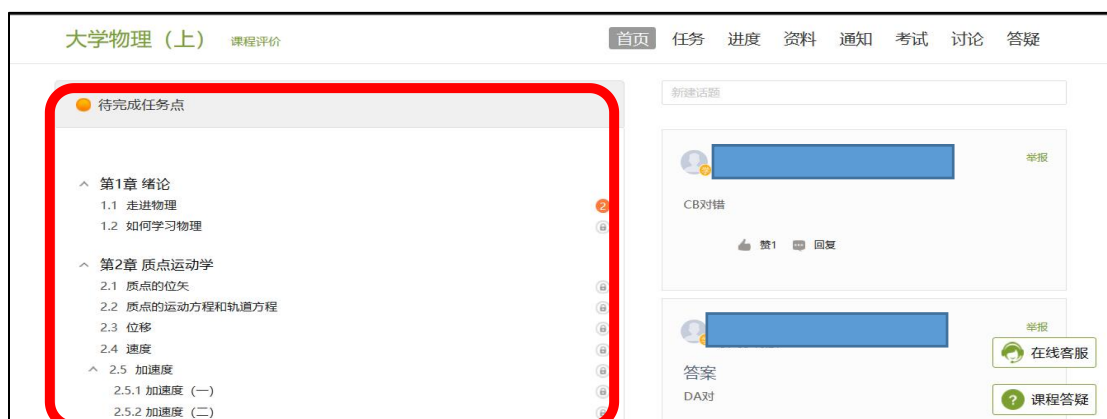 大学物理（上） 课程评价
首页 任务 进度 资料 通知 考试 讨论 答疑
待完成任务点
第1章 绪论
1.1 走进物理 2
1.2 如何学习物理
第2章 质点运动学
2.1 质点的位矢
2.2 质点的运动方程和轨道方程
2.3 位移
2.4 速度
2.5 加速度
2.5.1 加速度（一）
2.5.2 加速度（二）
新建话题
举报
CB对错
赞1 回复
举报
答案
DA对
在线客服
? 课程答疑